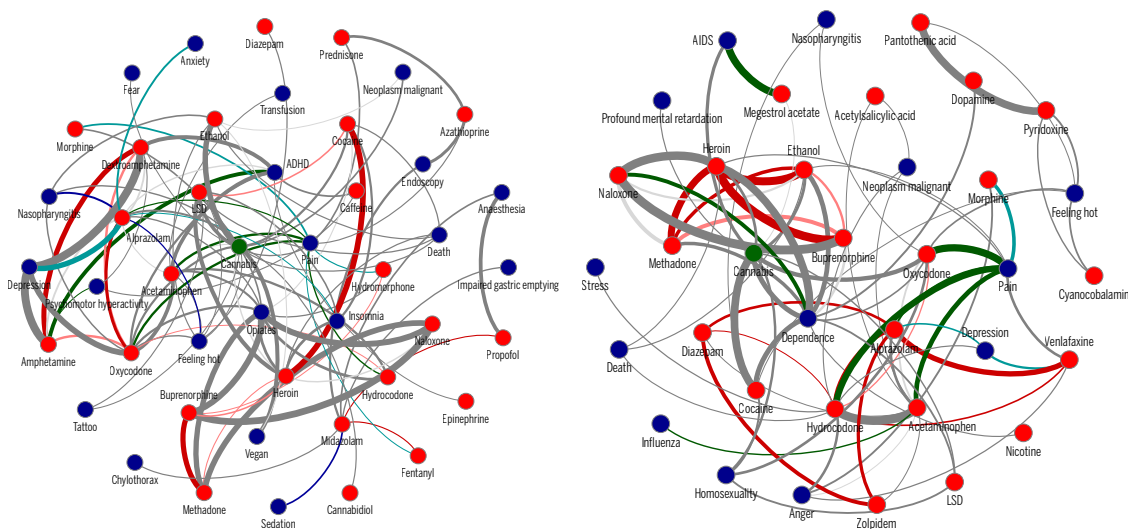 Diazepam
Prednisone
Anxiety
Fear
Neoplasm malignant
Transfusion
Morphine
Ethanol
Cocaine
Azathioprine
Dextroamphetamine
ADHD
Endoscopy
Nasopharyngitis
LSD
Caffeine
Anaesthesia
Alprazolam
Cannabis
Pain
Death
Depression
Psychomotor hyperactivity
Acetaminophen
Hydromorphone
Impaired gastric emptying
Opiates
Insomnia
Naloxone
Amphetamine
Oxycodone
Feeling hot
Propofol
Buprenorphine
Heroin
Hydrocodone
Tattoo
Epinephrine
Vegan
Midazolam
Chylothorax
Fentanyl
Methadone
Sedation
Cannabidiol
AIDS
Nasopharyngitis
Pantothenic acid
Profound mental retardation
Megestrol acetate
Acetylsalicylic acid
Dopamine
Pyridoxine
Heroin
Ethanol
Naloxone
Neoplasm malignant
Morphine
Feeling hot
Methadone
Cannabis
Buprenorphine
Oxycodone
Pain
Stress
Cyanocobalamin
Dependence
Diazepam
Alprazolam
Depression
Venlafaxine
Death
Cocaine
Hydrocodone
Acetaminophen
Influenza
Nicotine
Homosexuality
Anger
LSD
Zolpidem